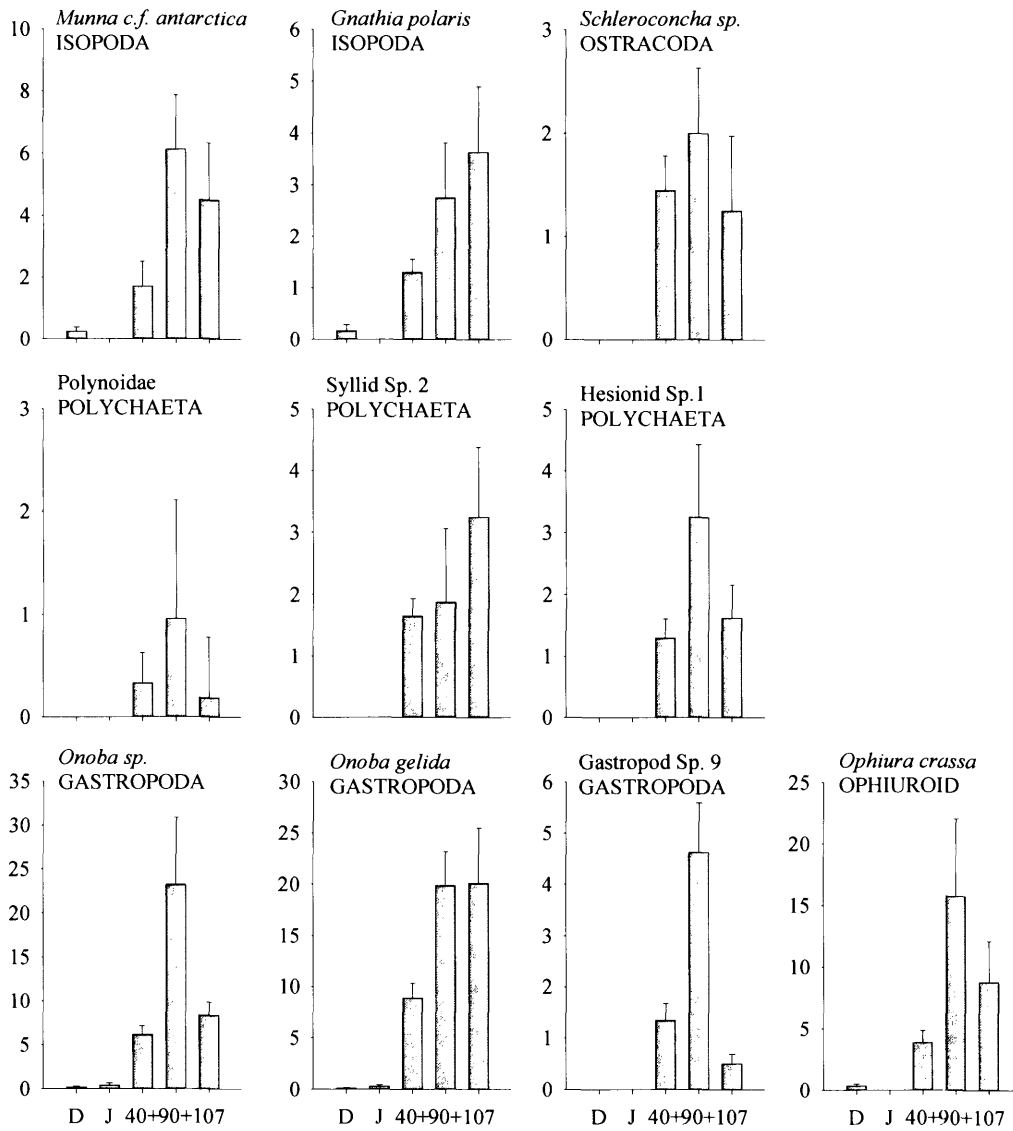 Munna c.f. antarctica
ISOPODA
10
8
6
4
2
0
Gnathia polaris
ISOPODA
6
5
4
3
2
1
0
Schleroconcha sp.
OSTRACODA
3
2
1
0
Polynoidae
POLYCHAETA
3
2
1
0
Syllid Sp. 2
POLYCHAETA
5
4
3
2
1
0
Hesionid Sp.1
POLYCHAETA
5
4
3
2
1
0
Onoba sp.
GASTROPODA
35
30
25
20
15
10
5
0
D J 40+90+107
Onoba gelida
GASTROPODA
30
25
20
15
10
5
0
D J 40+90+107
Gastropod Sp. 9
GASTROPODA
6
5
4
3
2
1
0
D J 40+90+107
Ophiura crassa
OPHIUROID
25
20
15
10
5
0
D J 40+90+107